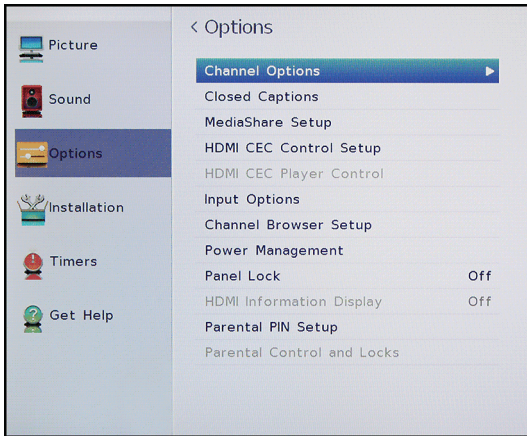 Picture
Sound
Options
Installation
Timers
Get Help
< Options
Channel Options
Closed Captions
MediaShare Setup
HDMI CEC Control Setup
HDMI CEC Player Control
Input Options
Channel Browser Setup
Power Management
Panel Lock Off
HDMI Information Display Off
Parental PIN Setup
Parental Control and Locks